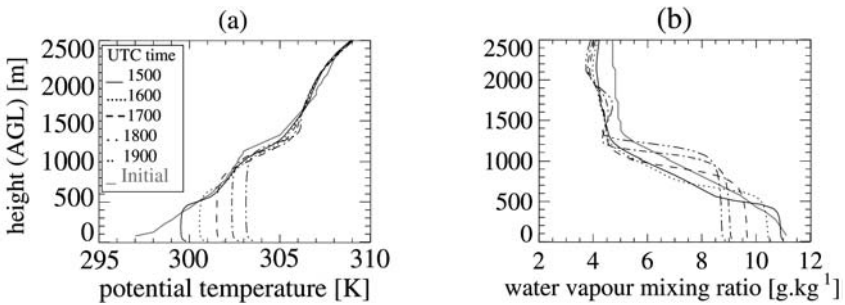 (a)
(b)
height (AGL) [m]
2500
2000
1500
1000
500
0
UTC time
1500
1600
1700
1800
1900
Initial
295 300 305 310
potential temperature [K]
2500
2000
1500
1000
500
0
2 4 6 8 10 12
water vapour mixing ratio [g.kg¹]